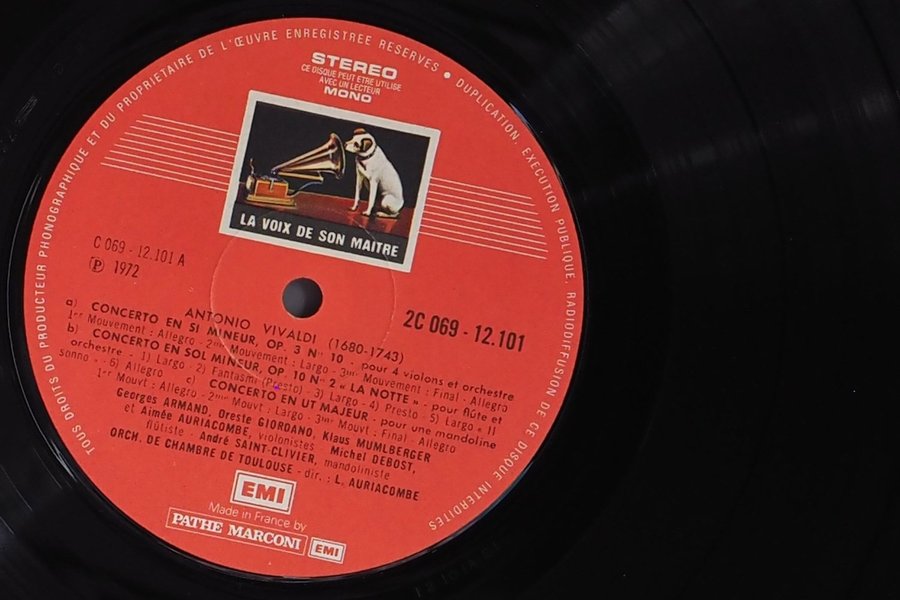 TOUS DROITS DU PRODUCTEUR PHONOGRAPHIQUE ET DU PROPRIETAIRE DE L'ŒUVRE ENREGISTREE RESERVES • DUPLICATION, EXECUTION PUBLIQUE, RADIODIFFUSION DE CE DISQUE INTERDITES
STEREO
CE DISQUE PEUT ETRE UTILISE
AVEC UN LECTEUR
MONO
LA VOIX DE SON MAITRE
C 069 - 12.101 A
℗ 1972
2C 069 - 12.101
ANTONIO VIVALDI (1680-1743)
a) CONCERTO EN SI MINEUR, OP. 3 N° 10 - pour 4 violons et orchestre
1er Mouvement : Allegro - 2me Mouvement : Largo - 3me Mouvement : Final - Allegro
b) CONCERTO EN SOL MINEUR, OP 10 N° 2 « LA NOTTE » - pour flûte et
orchestre - 1) Largo - 2) Fantasmi (Presto) - 3) Largo - 4) Presto - 5) Largo « Il
sonno » - 6) Allegro c) CONCERTO EN UT MAJEUR - pour une mandoline
1er Mouvt : Allegro - 2me Mouvt : Largo - 3me Mouvt : Final - Allegro
Georges ARMAND, Oreste GIORDANO, Klaus MUMLBERGER
et Aimée AURIACOMBE, violonistes Michel DEBOST,
flûtiste - André SAINT-CLIVIER, mandoliniste
ORCH. DE CHAMBRE DE TOULOUSE - dir. : L. AURIACOMBE
EMI
Made in France by
PATHE MARCONI EMI